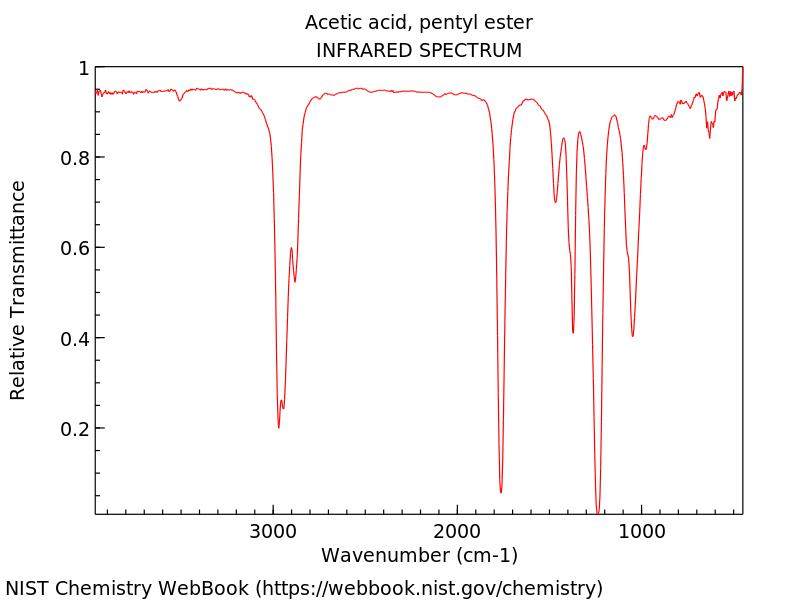 Acetic acid, pentyl ester
INFRARED SPECTRUM
1
0.8
0.6
0.4
0.2
Relative Transmittance
3000 2000 1000
Wavenumber (cm-1)
NIST Chemistry WebBook (https://webbook.nist.gov/chemistry)